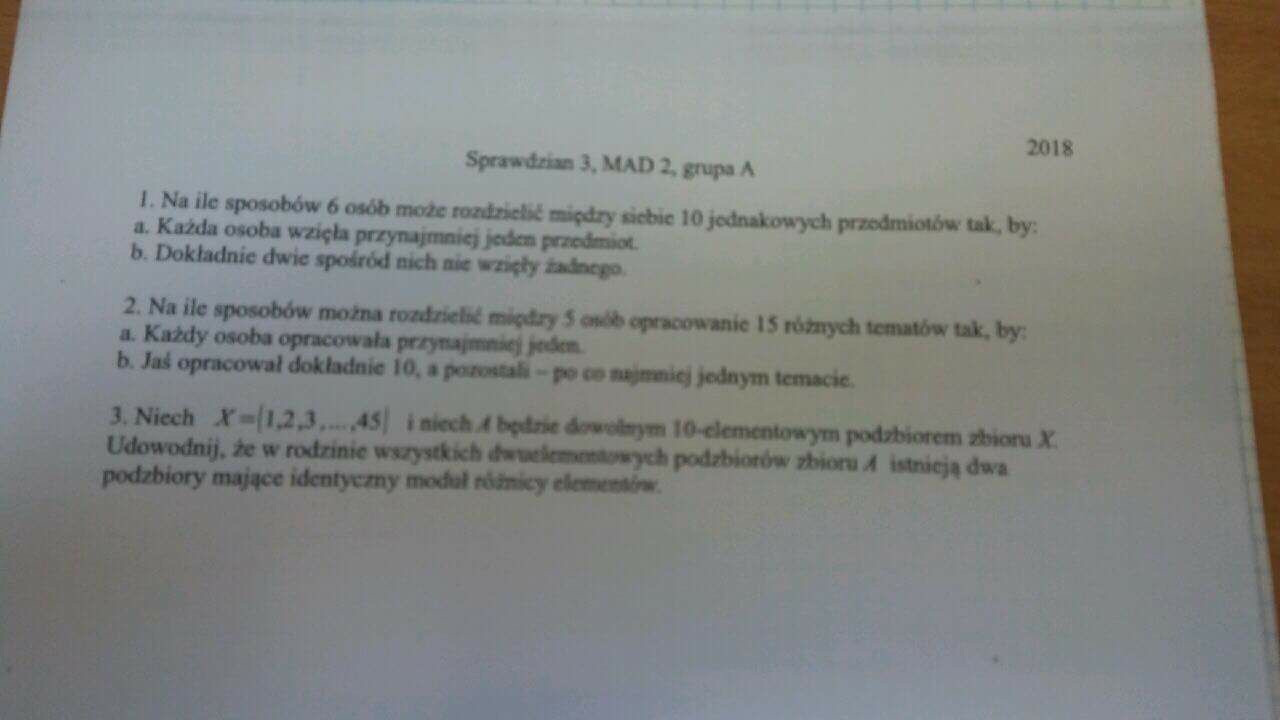 2018
Sprawdzian 3, MAD 2, grupa A
1. Na ile sposobów 6 osób może rozdzielić między siebie 10 jednakowych przedmiotów tak, by:
a. Każda osoba wzięła przynajmniej jeden przedmiot.
b. Dokładnie dwie spośród nich nie wzięły żadnego.
2. Na ile sposobów można rozdzielić między 5 osób opracowanie 15 różnych tematów tak, by:
a. Każdy osoba opracowała przynajmniej jeden.
b. Jaś opracował dokładnie 10, a pozostali – po co najmniej jednym temacie.
3. Niech X={1,2,3,...,45} i niech A będzie dowolnym 10-elementowym podzbiorem zbioru X.
Udowodnij, że w rodzinie wszystkich dwuelementowych podzbiorów zbioru A istnieją dwa
podzbiory mające identyczny moduł różnicy elementów.